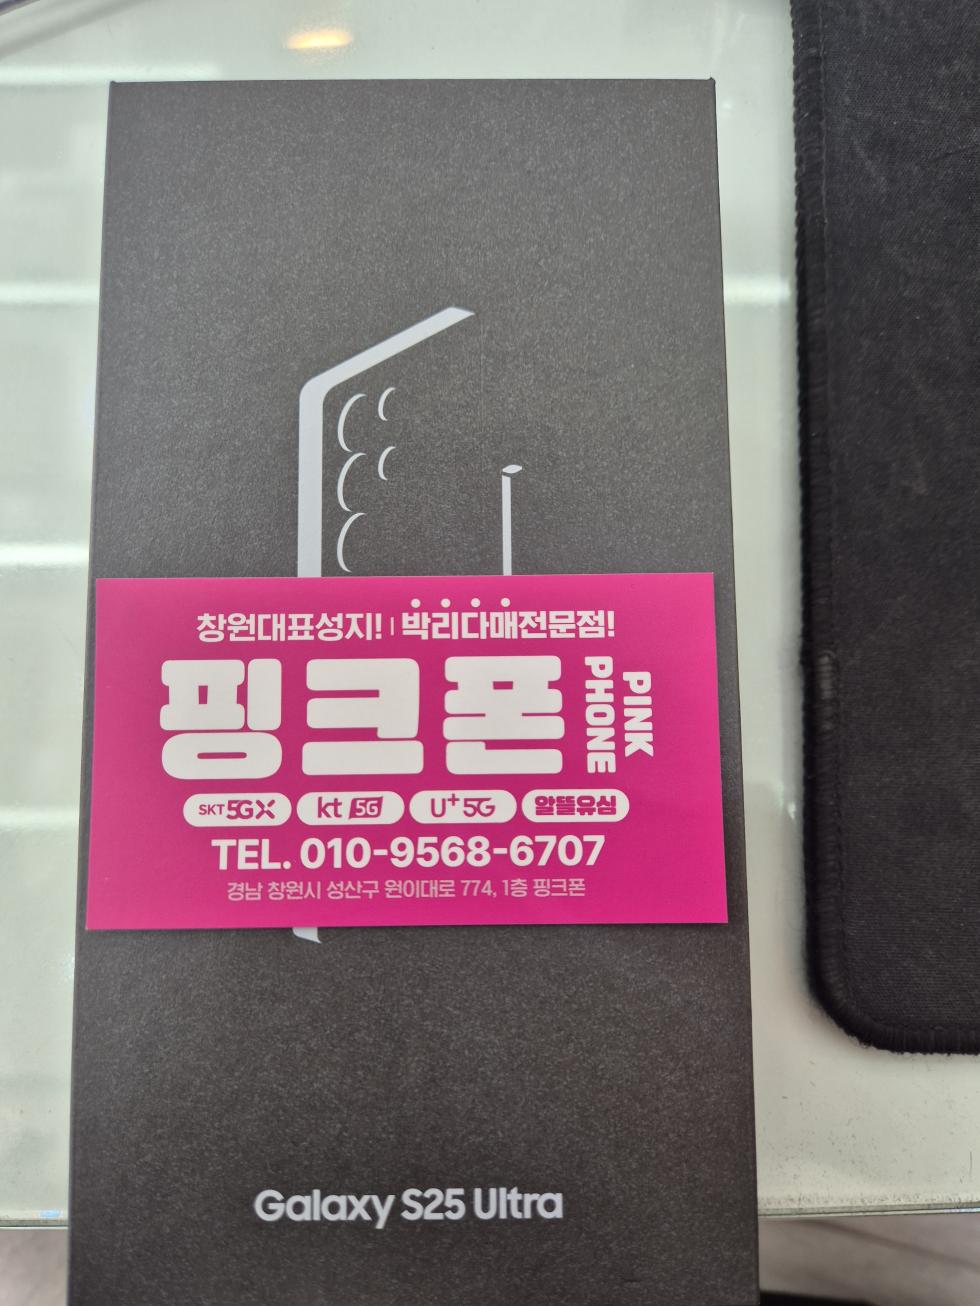 창원대표성지! | 박리다매전문점!
핑크폰
PINK
PHONE
SKT 5GX
kt 5G
U+5G
알뜰유심
TEL. 010-9568-6707
경남 창원시 성산구 원이대로 774, 1층 핑크폰
Galaxy S25 Ultra